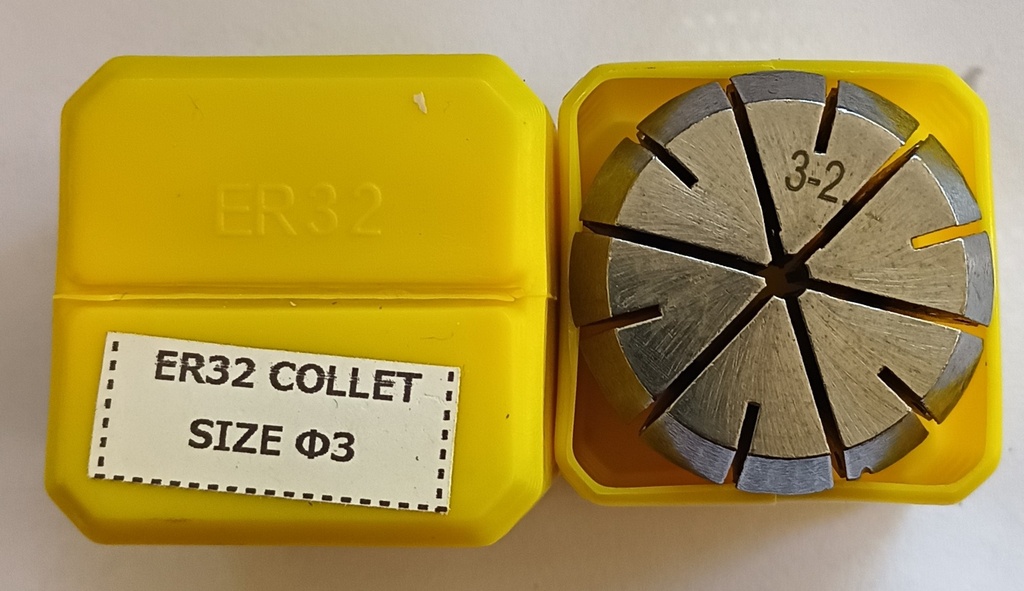 ER32
ER32 COLLET
SIZE Φ3
3-2